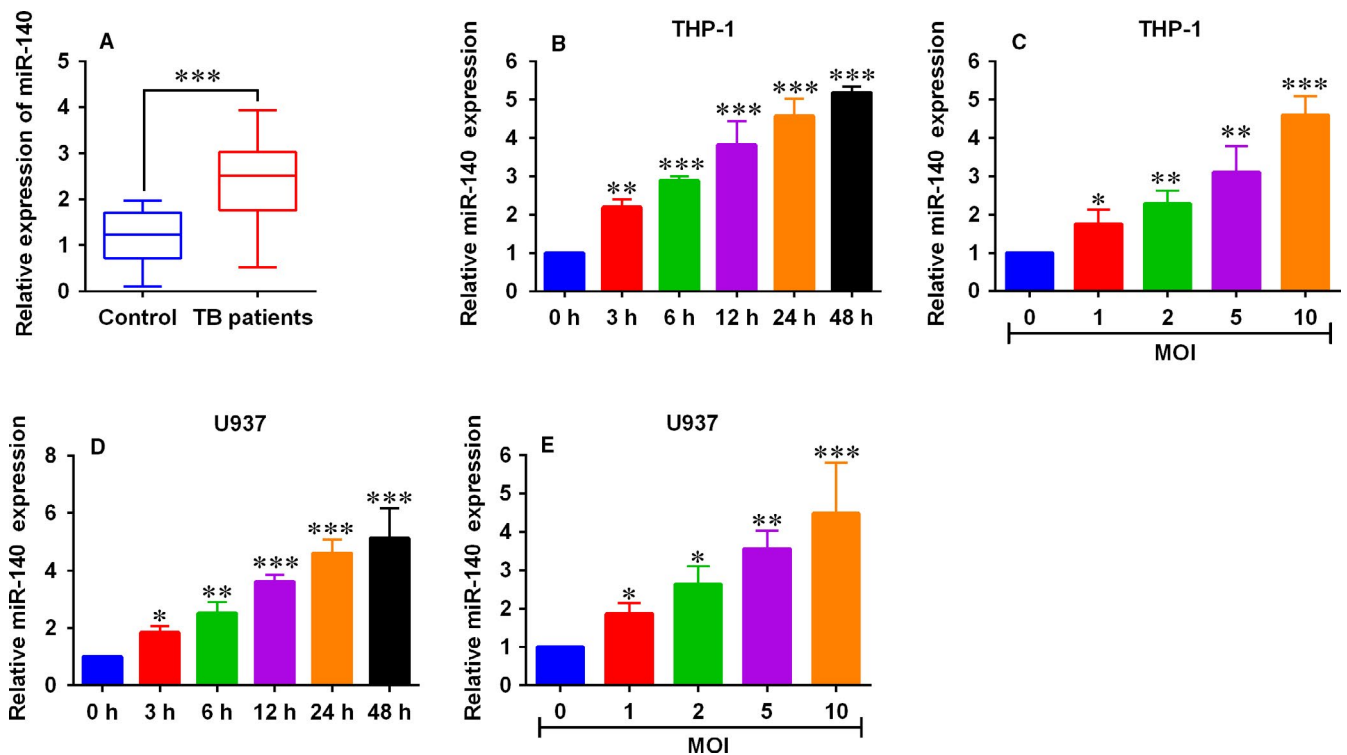 A
Relative expression of miR-140
5
4
3
2
1
0
***
Control TB patients
THP-1
B
Relative miR-140 expression
6
5
4
3
2
1
0
** *** *** *** ***
0 h 3 h 6 h 12 h 24 h 48 h
THP-1
C
Relative miR-140 expression
6
5
4
3
2
1
0
* ** ** ***
0 1 2 5 10
MOI
U937
D
Relative miR-140 expression
8
6
4
2
0
* ** *** *** ***
0 h 3 h 6 h 12 h 24 h 48 h
U937
E
Relative miR-140 expression
6
5
4
3
2
1
0
* * ** ***
0 1 2 5 10
MOI